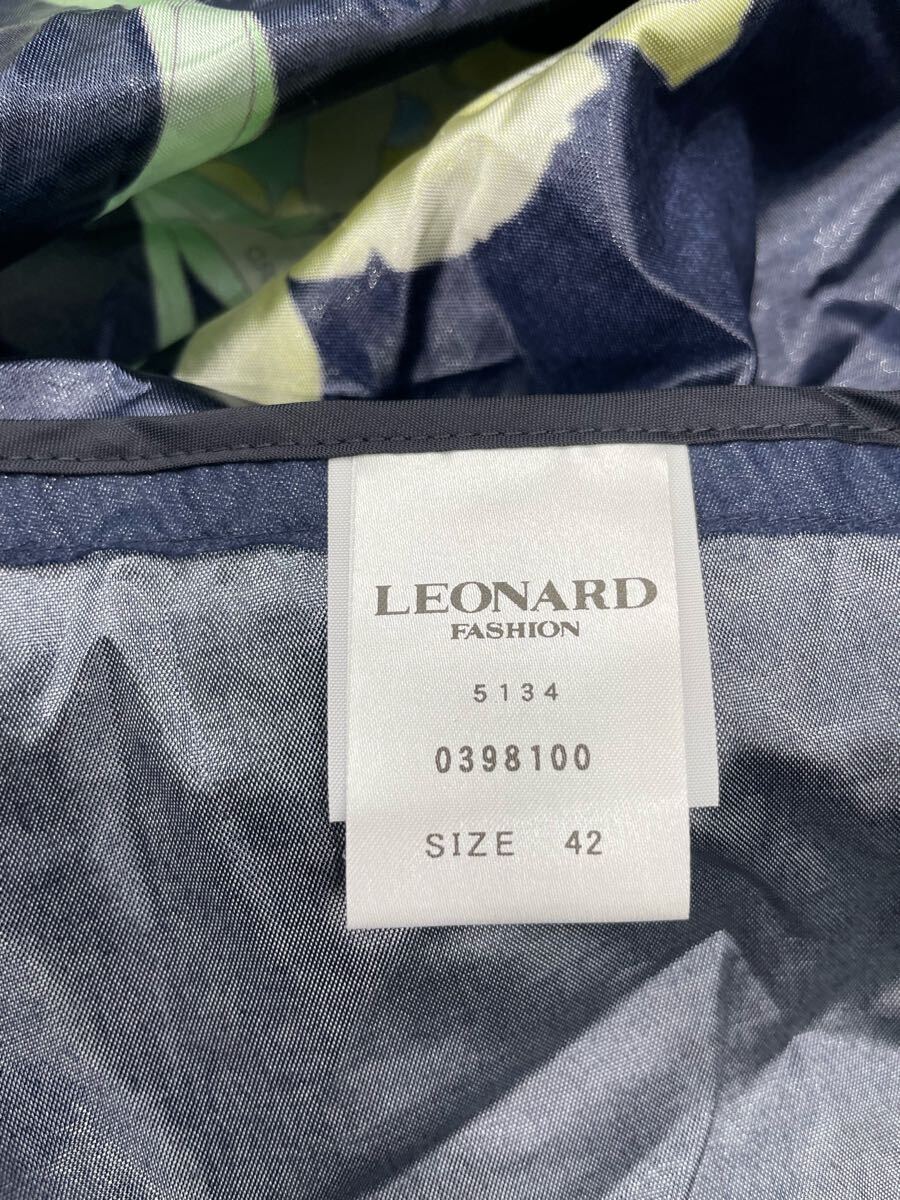 LEONARD
FASHION
5134
0398100
SIZE 42